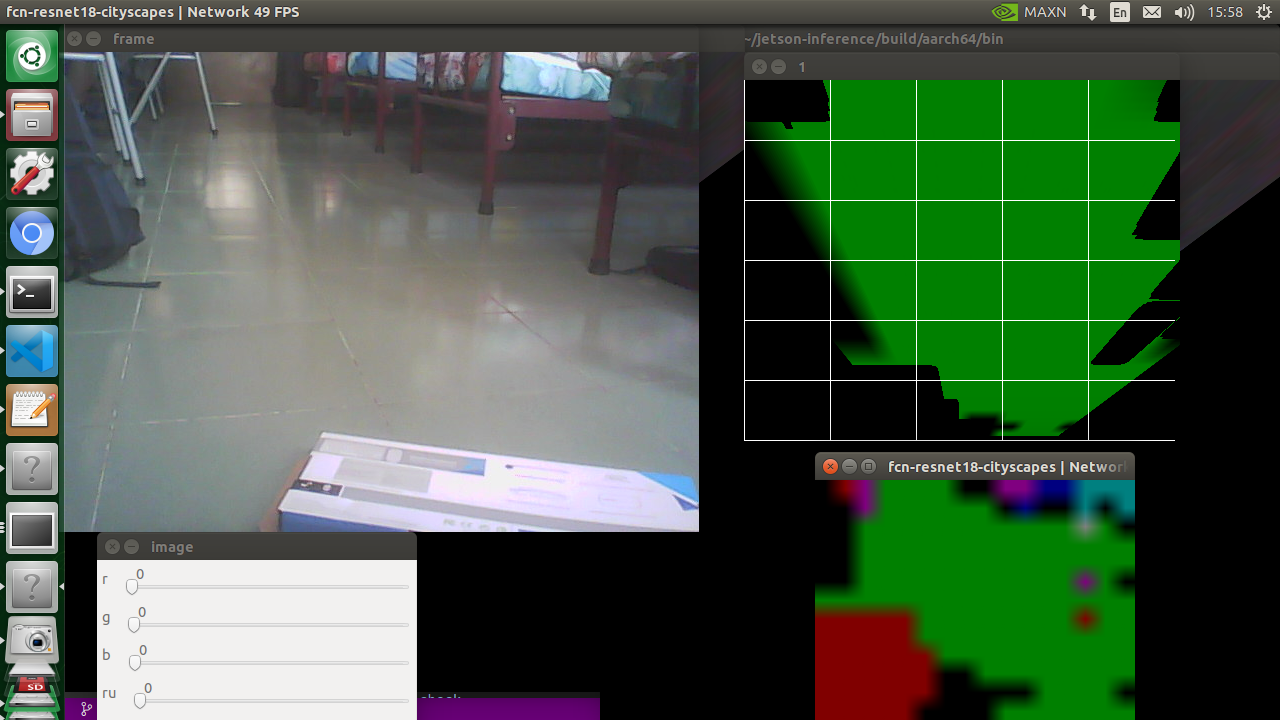 fcn-resnet18-cityscapes | Network 49 FPS
MAXN
En
15:58
frame
~/jetson-inference/build/aarch64/bin
1
fcn-resnet18-cityscapes | Networ
image
r 0
g 0
b 0
ru 0
SD